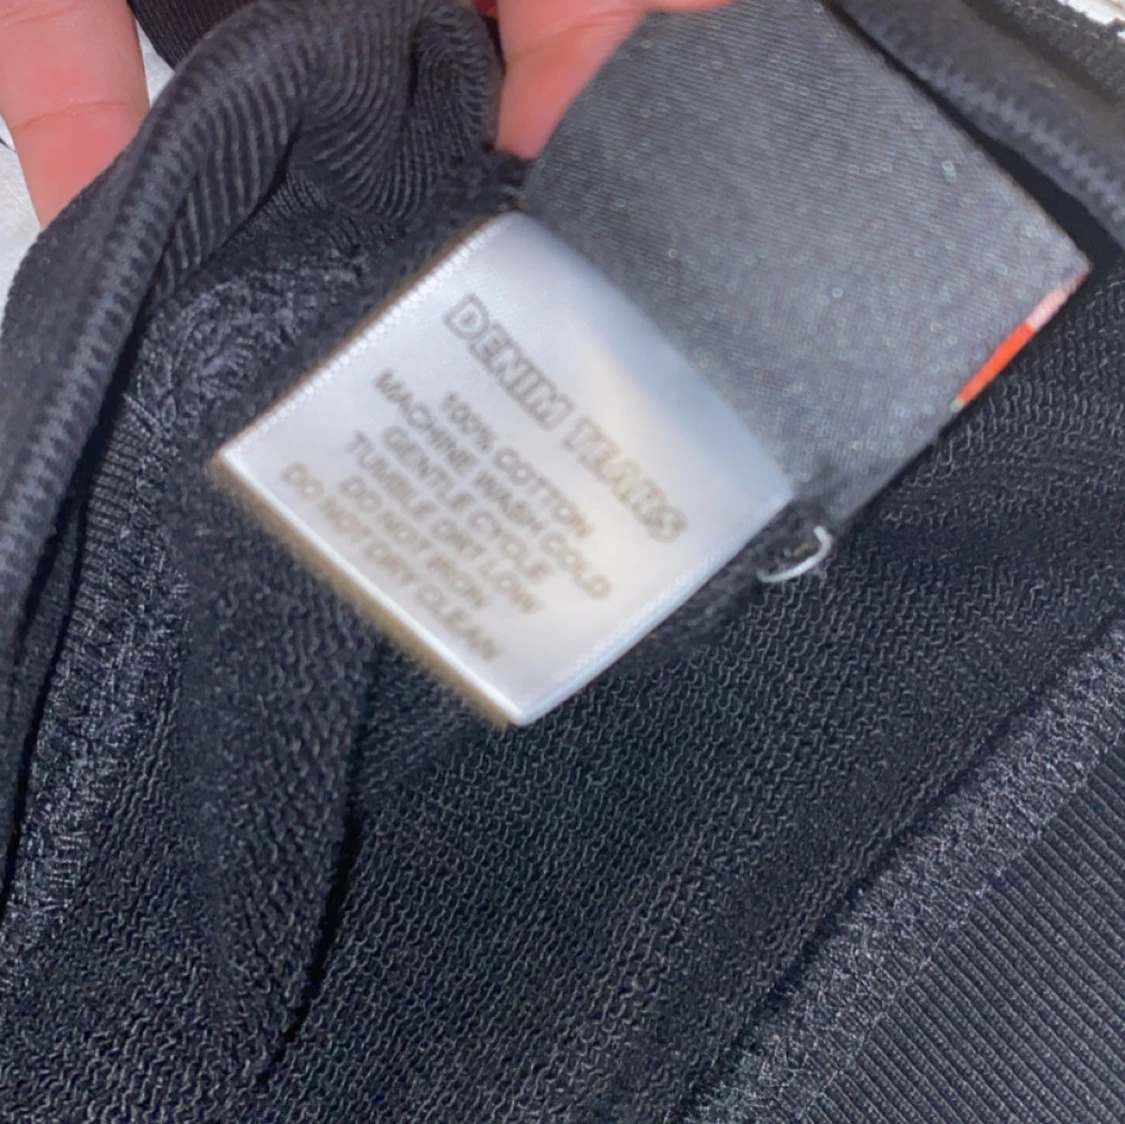 DENIM TEARS
100% COTTON
MACHINE WASH COLD
GENTLE CYCLE
TUMBLE DRY LOW
DO NOT IRON
DO NOT DRY CLEAN